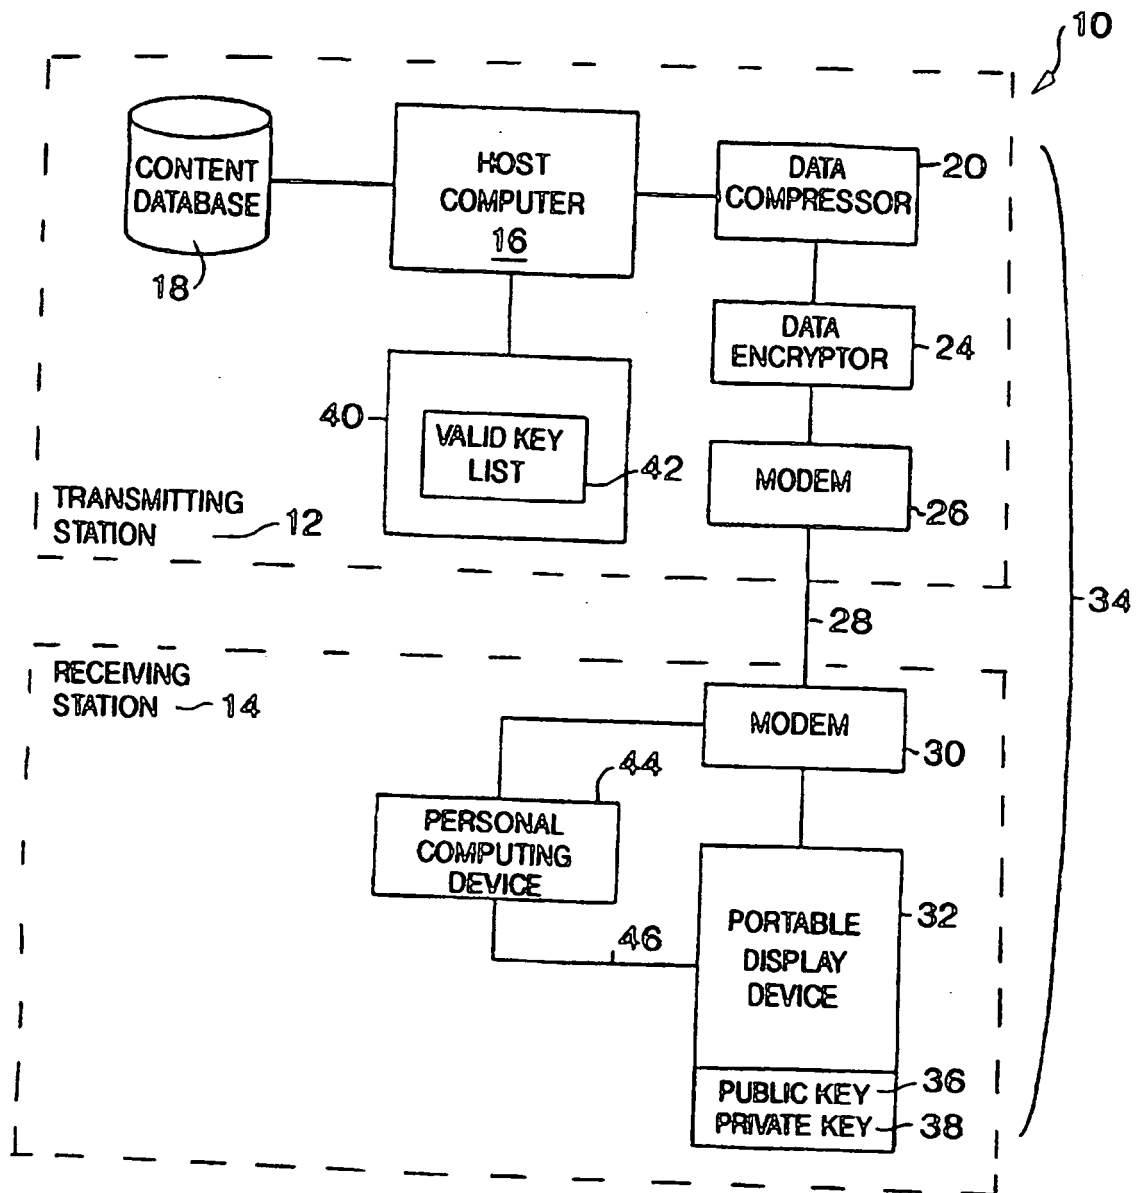 10
CONTENT
DATABASE
18
HOST
COMPUTER
16
DATA
COMPRESSOR
20
DATA
ENCRYPTOR
24
40
VALID KEY
LIST
42
MODEM
26
TRANSMITTING
STATION
12
28
34
RECEIVING
STATION
14
MODEM
30
44
PERSONAL
COMPUTING
DEVICE
46
PORTABLE
DISPLAY
DEVICE
32
PUBLIC KEY
36
PRIVATE KEY
38